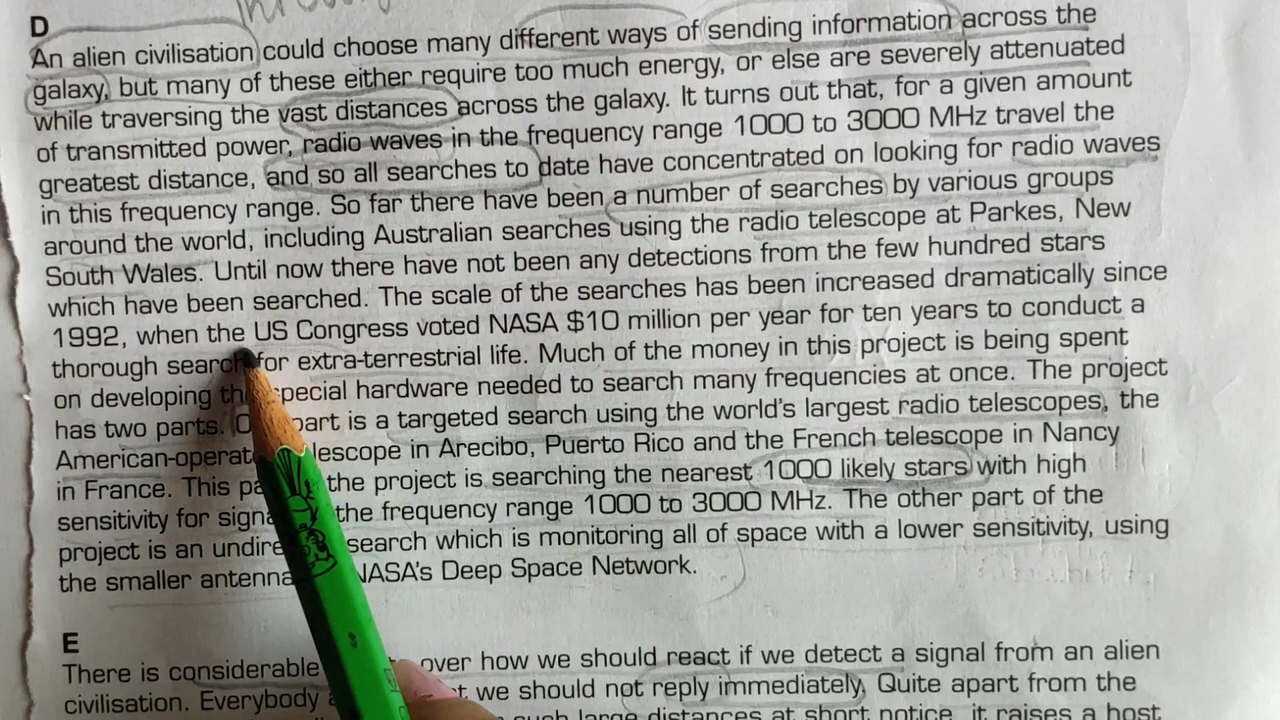 D
An alien civilisation could choose many different ways of sending information across the
galaxy, but many of these either require too much energy, or else are severely attenuated
while traversing the vast distances across the galaxy. It turns out that, for a given amount
of transmitted power, radio waves in the frequency range 1000 to 3000 MHz travel the
greatest distance, and so all searches to date have concentrated on looking for radio waves
in this frequency range. So far there have been a number of searches by various groups
around the world, including Australian searches using the radio telescope at Parkes, New
South Wales. Until now there have not been any detections from the few hundred stars
which have been searched. The scale of the searches has been increased dramatically since
1992, when the US Congress voted NASA $10 million per year for ten years to conduct a
thorough search for extra-terrestrial life. Much of the money in this project is being spent
on developing the special hardware needed to search many frequencies at once. The project
has two parts. part is a targeted search using the world's largest radio telescopes, the
American-operated telescope in Arecibo, Puerto Rico and the French telescope in Nancy
in France. This the project is searching the nearest 1000 likely stars with high
sensitivity for the frequency range 1000 to 3000 MHz. The other part of the
project is an search which is monitoring all of space with a lower sensitivity, using
the smaller NASA's Deep Space Network.
E
There is considerable over how we should react if we detect a signal from an alien
civilisation. Everybody we should not reply immediately. Quite apart from the
such large distances at short notice, it raises a host